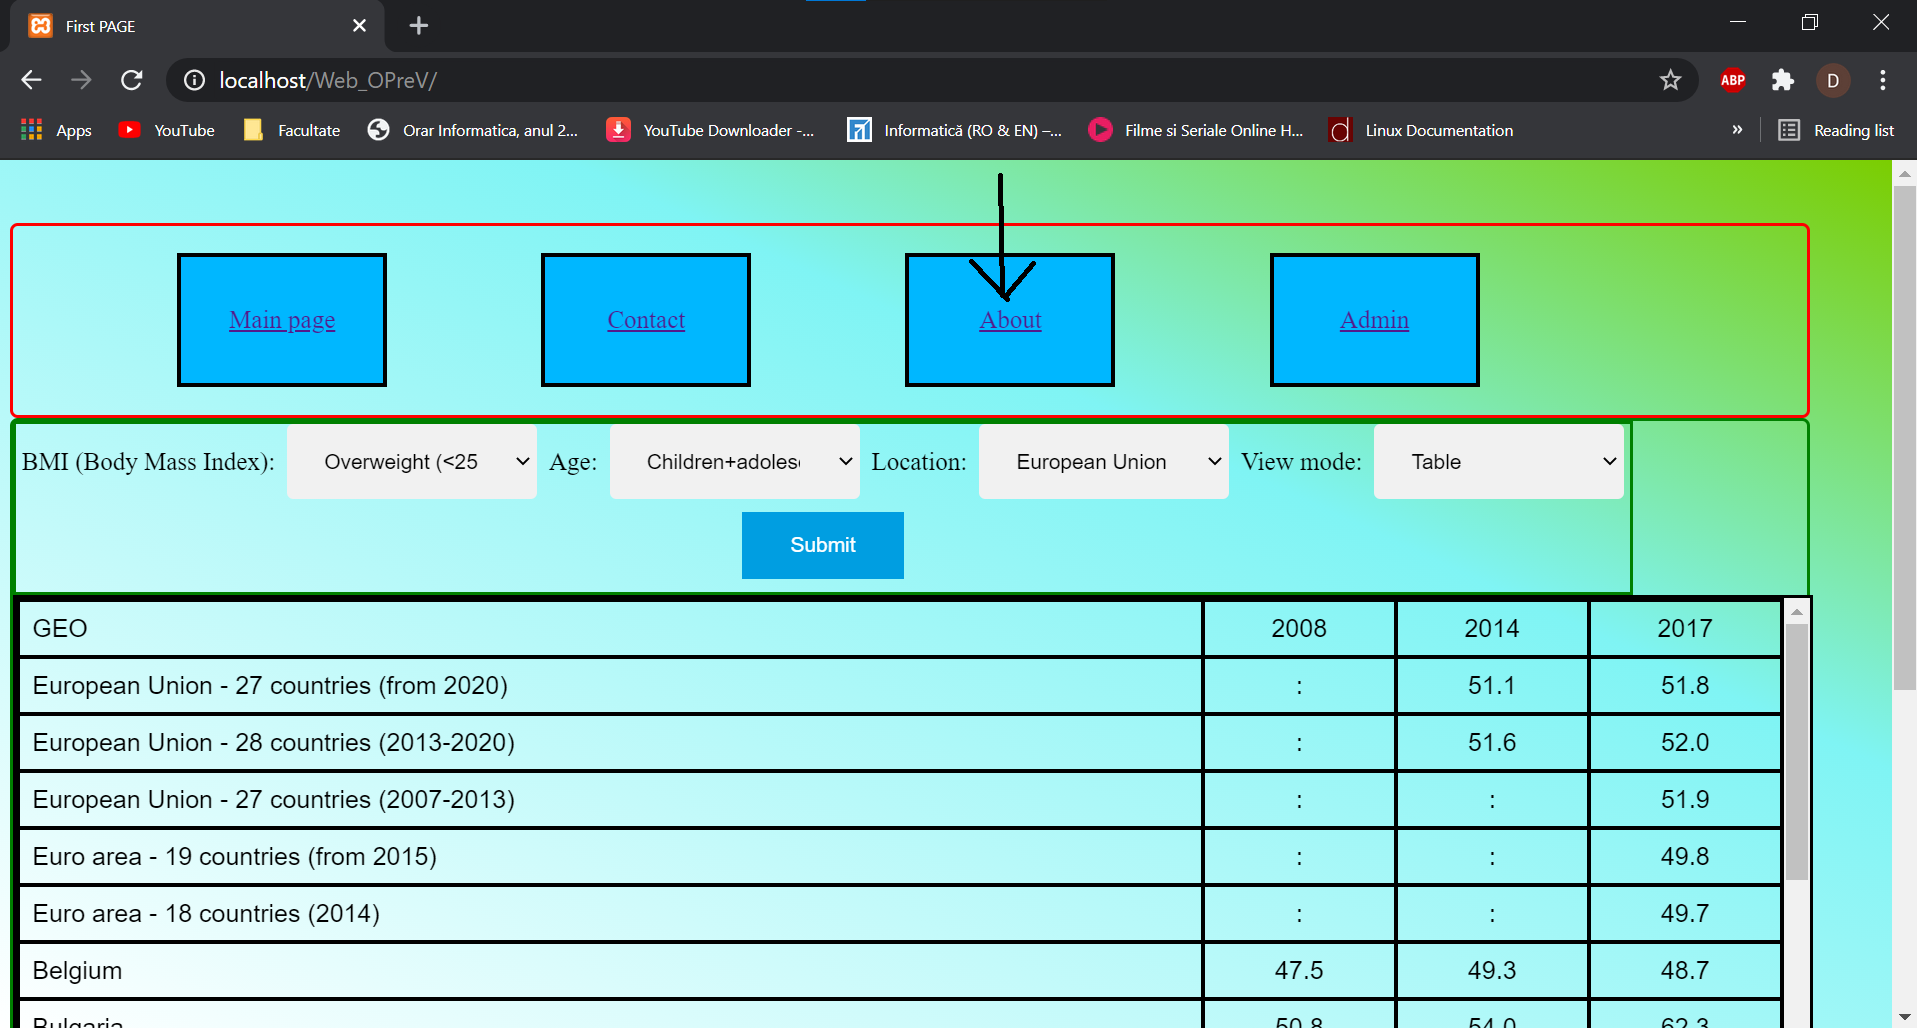 First PAGE
localhost/Web_OPreV/
ABP
D
Apps YouTube Facultate Orar Informatica, anul 2... YouTube Downloader -... Informatică (RO & EN) –... Filme si Seriale Online H... Linux Documentation » Reading list
Main page Contact About Admin
BMI (Body Mass Index): Overweight (<25 Age: Children+adoles Location: European Union View mode: Table
Submit
GEO 2008 2014 2017
European Union - 27 countries (from 2020) : 51.1 51.8
European Union - 28 countries (2013-2020) : 51.6 52.0
European Union - 27 countries (2007-2013) : : 51.9
Euro area - 19 countries (from 2015) : : 49.8
Euro area - 18 countries (2014) : : 49.7
Belgium 47.5 49.3 48.7
Bulgaria 50.8 54.0 62.3